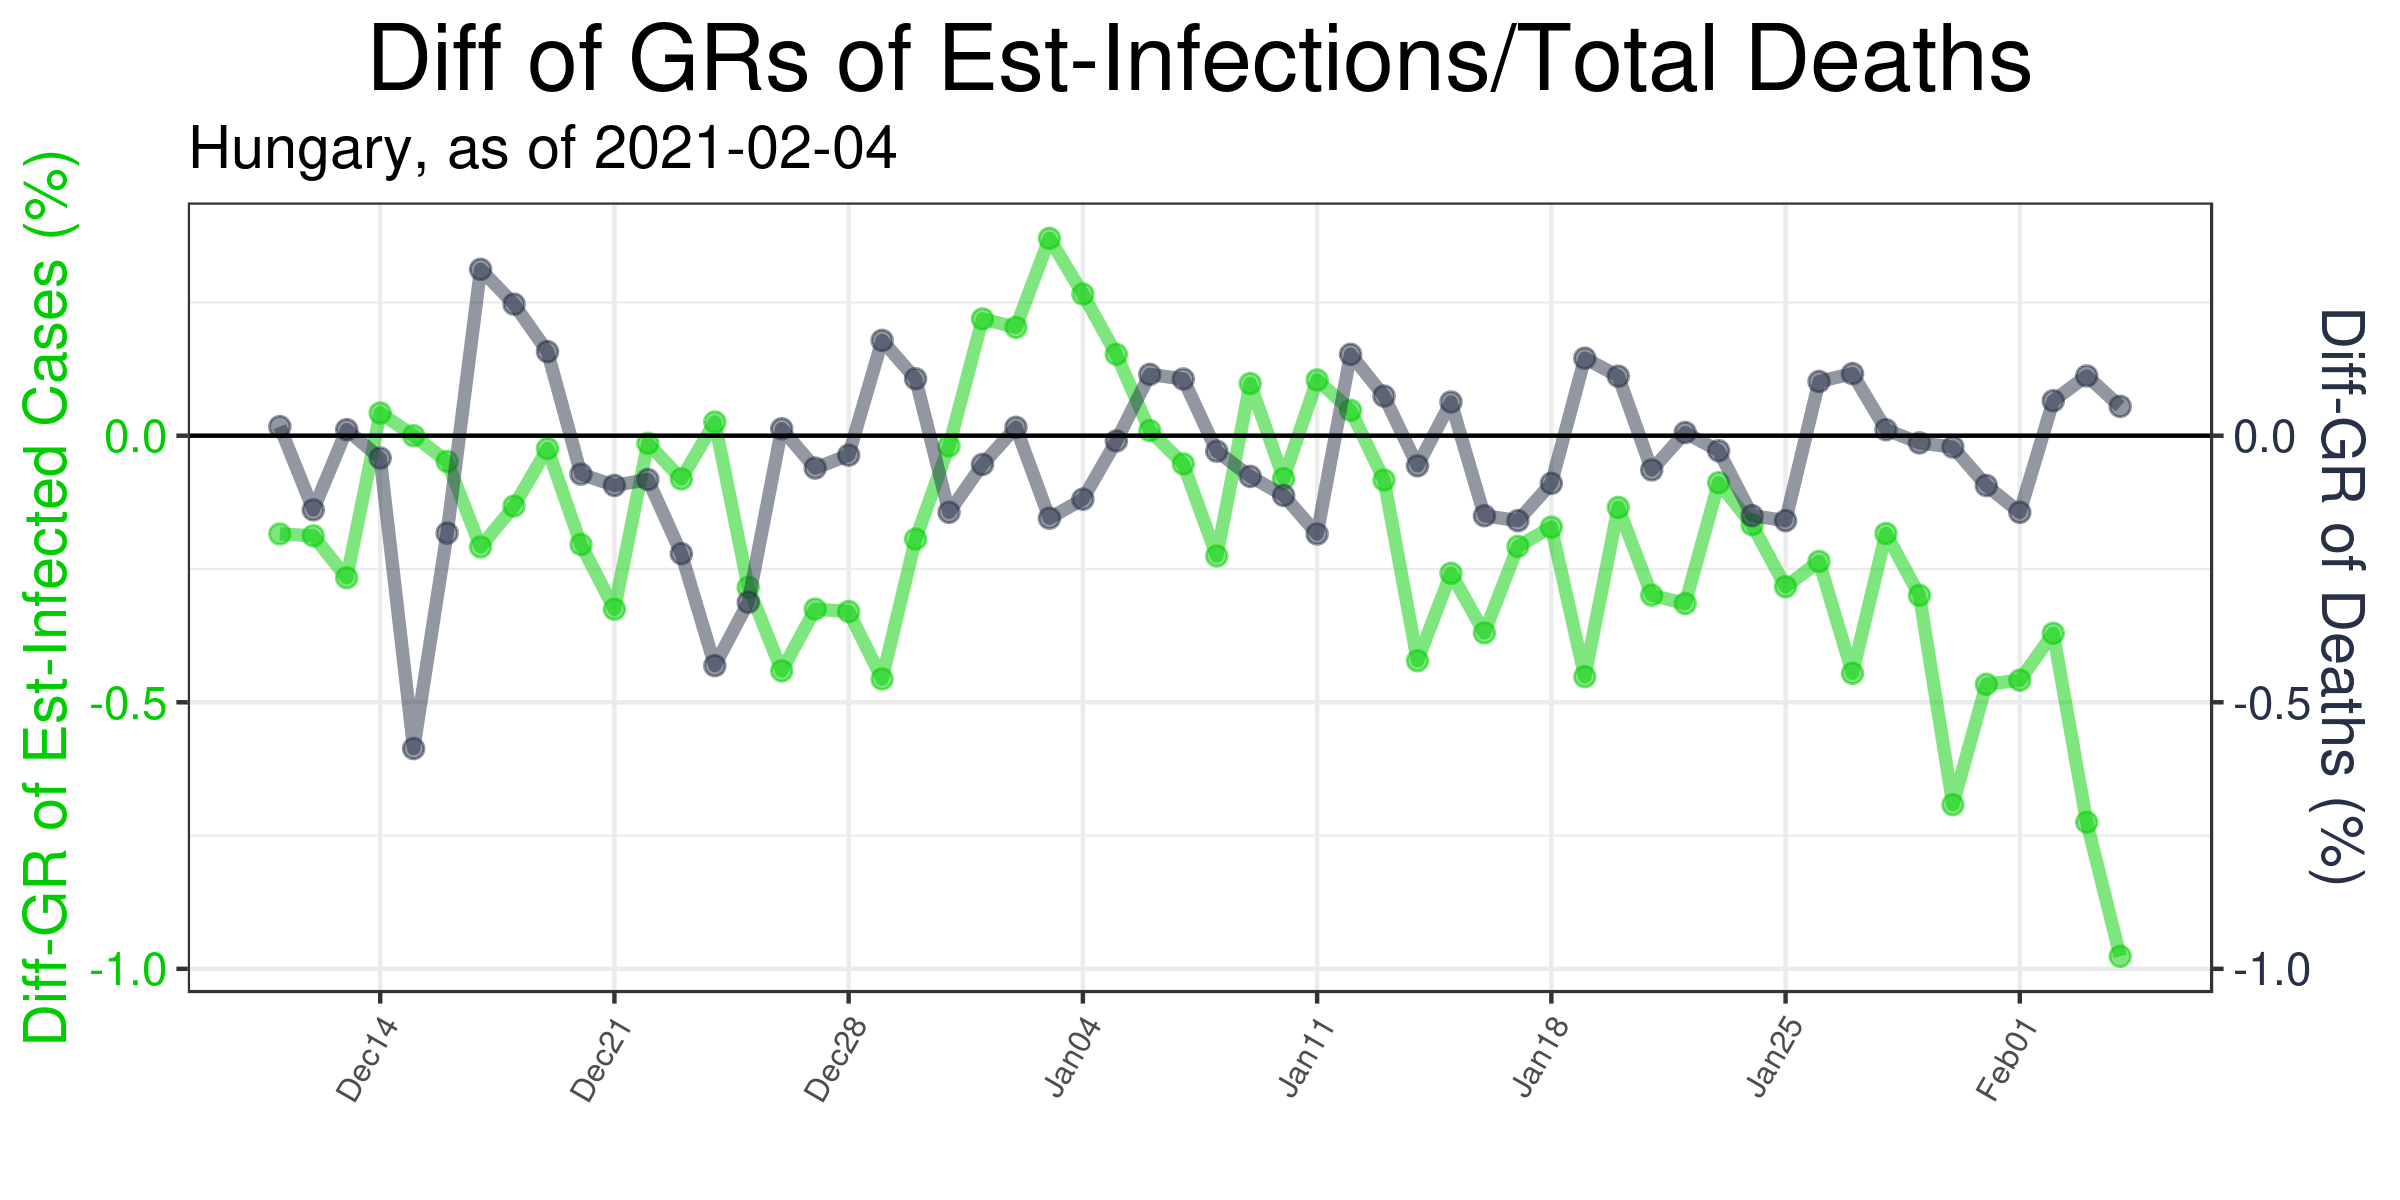 Diff of GRs of Est-Infections/Total Deaths
Hungary, as of 2021-02-04
Diff-GR of Est-Infected Cases (%)
0.0
-0.5
-1.0
0.0
-0.5
-1.0
Diff-GR of Deaths (%)
Dec14
Dec21
Dec28
Jan04
Jan11
Jan18
Jan25
Feb01